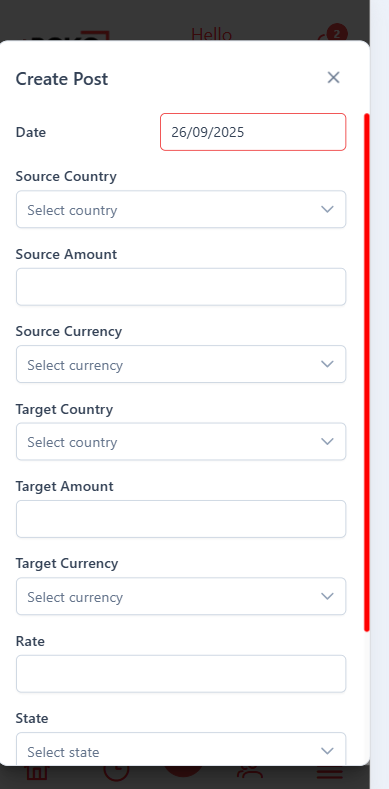 Hello
2
Create Post
Date
26/09/2025
Source Country
Select country
Source Amount
Source Currency
Select currency
Target Country
Select country
Target Amount
Target Currency
Select currency
Rate
State
Select state